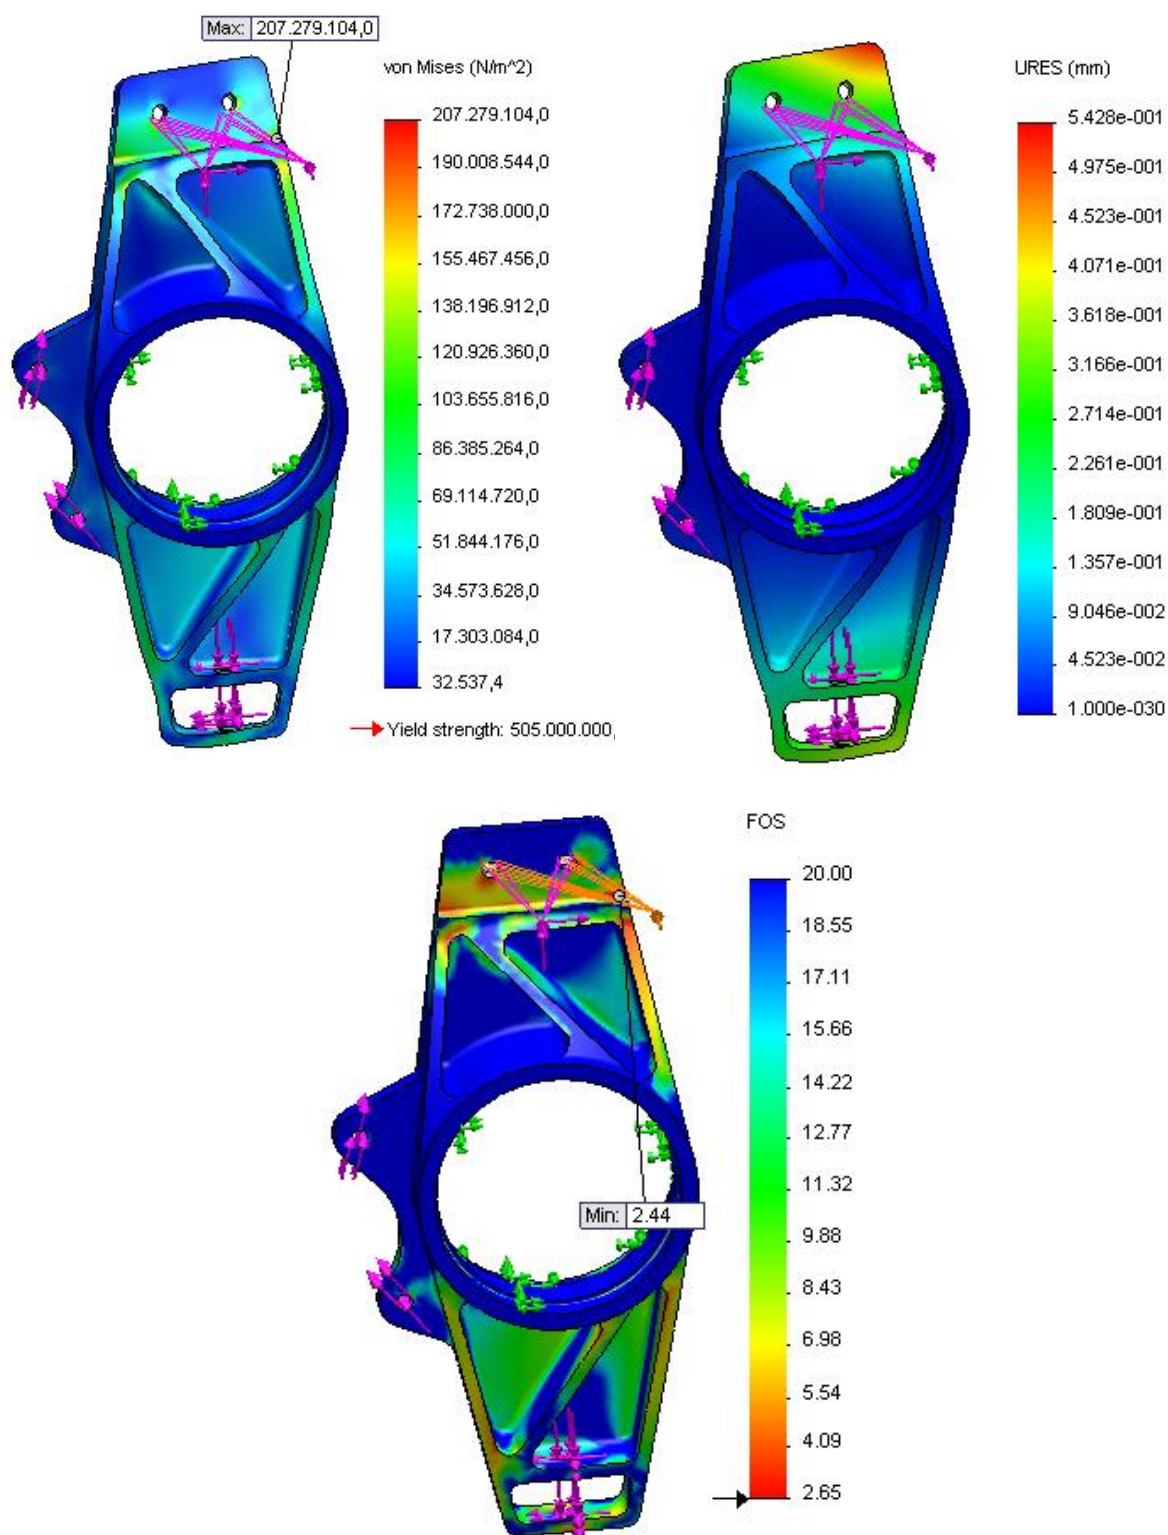 Max: 207.279.104,0
von Mises (N/m^2)
207.279.104,0
190.008.544,0
172.738.000,0
155.467.456,0
138.196.912,0
120.926.360,0
103.655.816,0
86.385.264,0
69.114.720,0
51.844.176,0
34.573.628,0
17.303.084,0
32.537,4
Yield strength: 505.000.000,
URES (mm)
5.428e-001
4.975e-001
4.523e-001
4.071e-001
3.618e-001
3.166e-001
2.714e-001
2.261e-001
1.809e-001
1.357e-001
9.046e-002
4.523e-002
1.000e-030
FOS
20.00
18.55
17.11
15.66
14.22
12.77
11.32
9.88
8.43
6.98
5.54
4.09
2.65
Min: 2.44